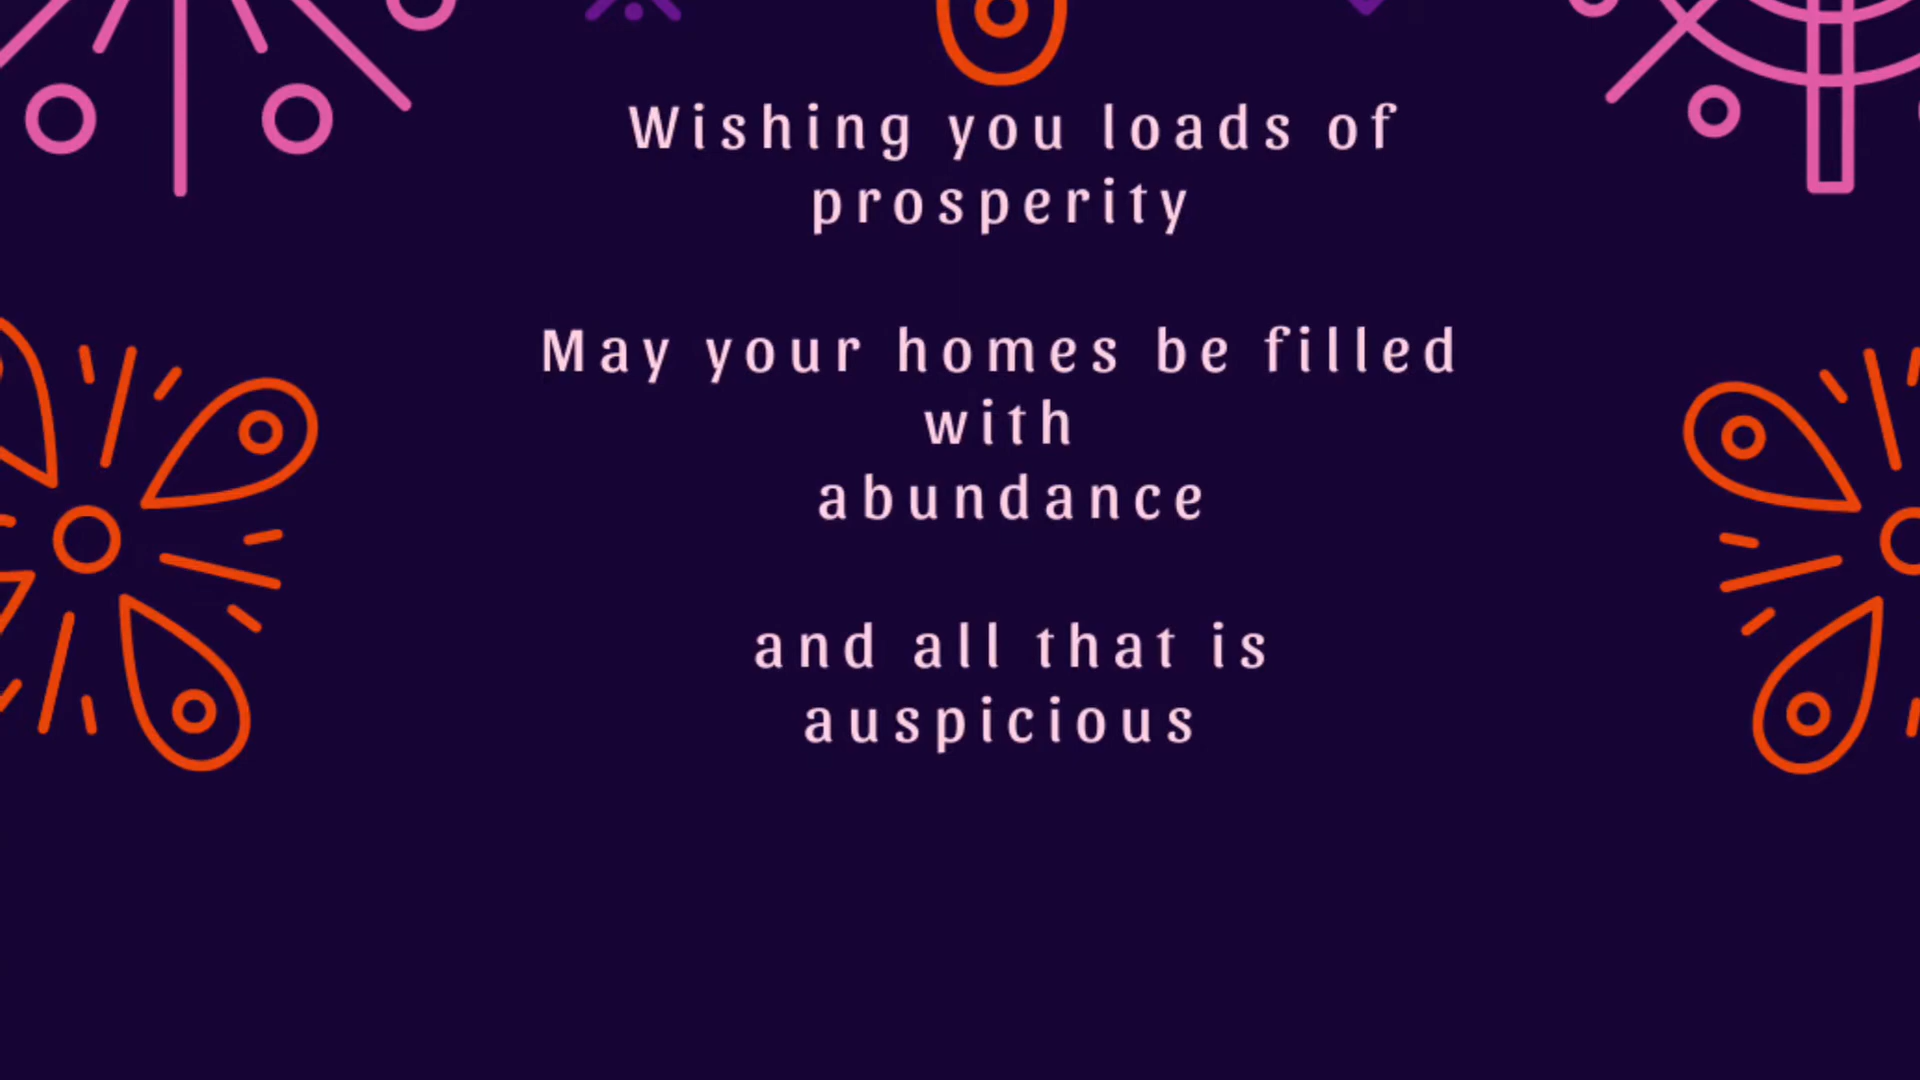 Wishing you loads of
prosperity
May your homes be filled
with
abundance
and all that is
auspicious